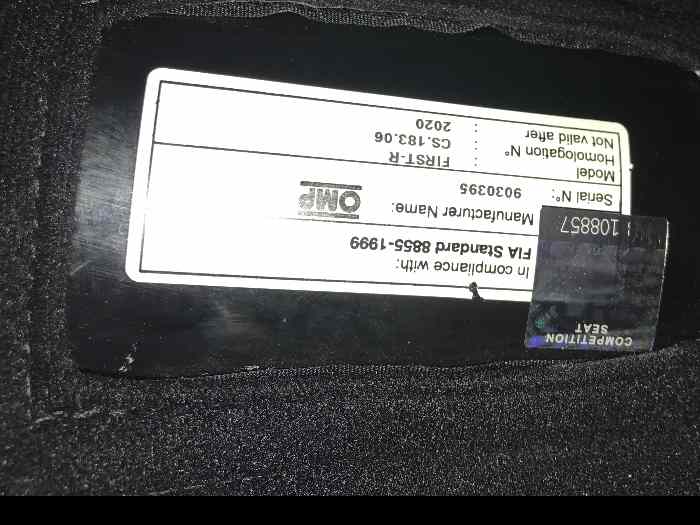 COMPETITION
SEAT
108857
In compliance with:
FIA Standard 8855-1999
Manufacturer Name: OMP
Serial N°: 9030395
Model : FIRST-R
Homologation N° : CS.183.06
Not valid after : 2020